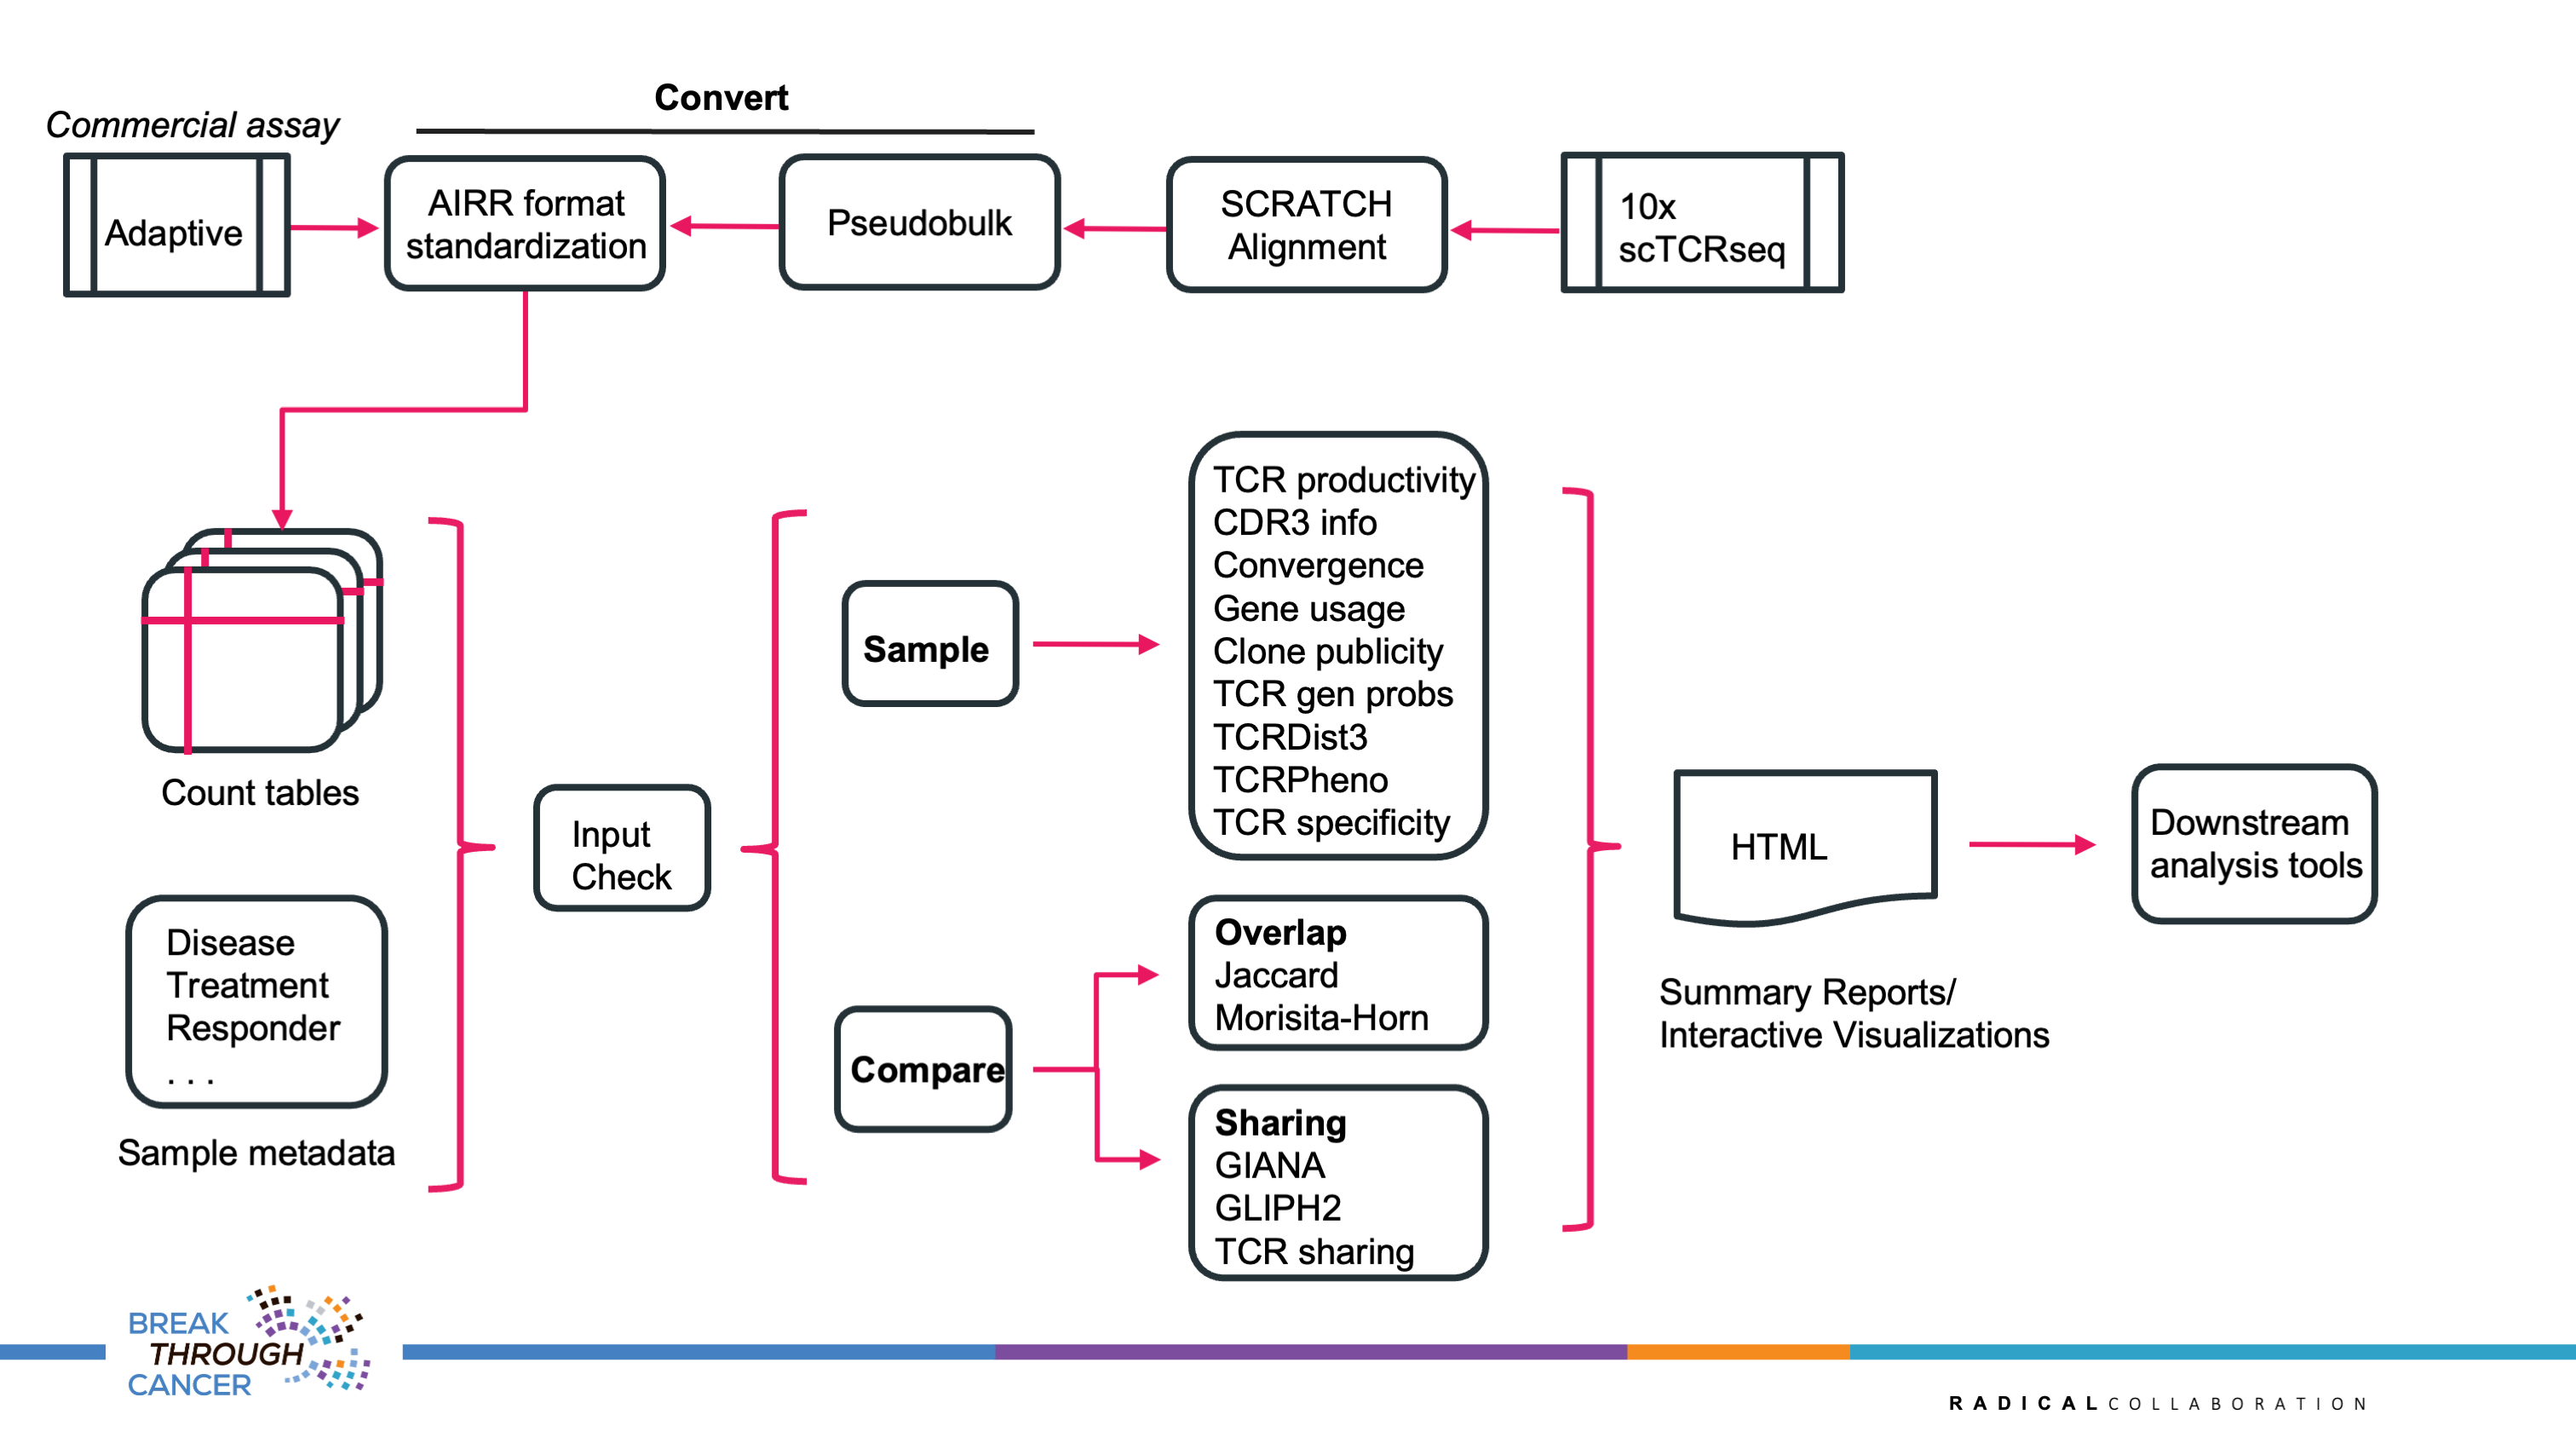 Convert
Commercial assay
Adaptive
AIRR format
standardization
Pseudobulk
SCRATCH
Alignment
10x
scTCRseq
Count tables
Disease
Treatment
Responder
. . .
Sample metadata
Input
Check
Sample
TCR productivity
CDR3 info
Convergence
Gene usage
Clone publicity
TCR gen probs
TCRDist3
TCRPheno
TCR specificity
Compare
Overlap
Jaccard
Morisita-Horn
Sharing
GIANA
GLIPH2
TCR sharing
HTML
Summary Reports/
Interactive Visualizations
Downstream
analysis tools
BREAK
THROUGH
CANCER
RADICAL COLLABORATION